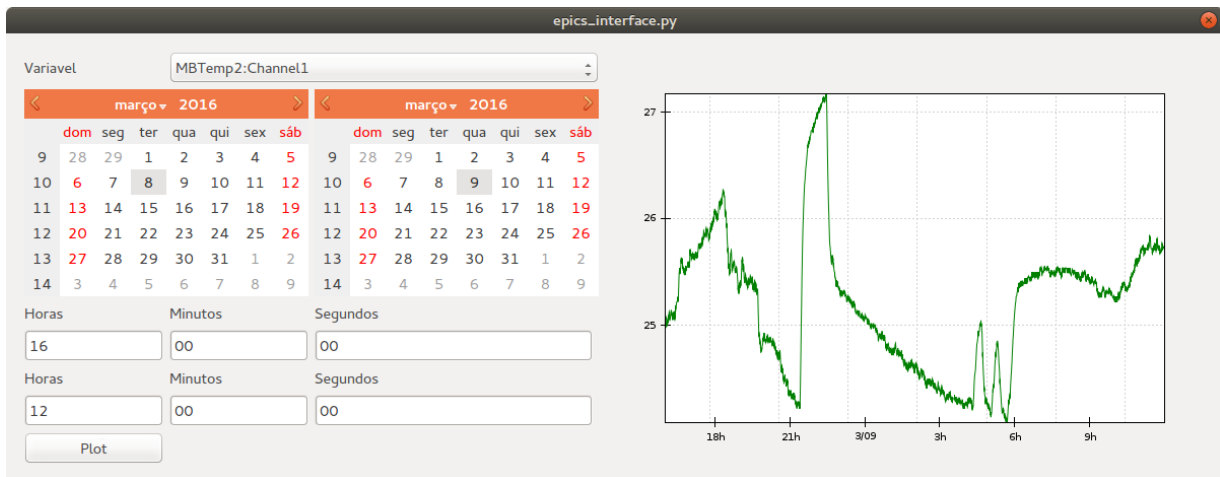 epics_interface.py
Variavel MBTemp2:Channel1
março 2016 março 2016
dom seg ter qua qui sex sáb dom seg ter qua qui sex sáb
9 28 29 1 2 3 4 5 9 28 29 1 2 3 4 5
10 6 7 8 9 10 11 12 10 6 7 8 9 10 11 12
11 13 14 15 16 17 18 19 11 13 14 15 16 17 18 19
12 20 21 22 23 24 25 26 12 20 21 22 23 24 25 26
13 27 28 29 30 31 1 2 13 27 28 29 30 31 1 2
14 3 4 5 6 7 8 9 14 3 4 5 6 7 8 9
Horas Minutos Segundos
16 00 00
Horas Minutos Segundos
12 00 00
Plot
27
26
25
18h 21h 3/09 3h 6h 9h